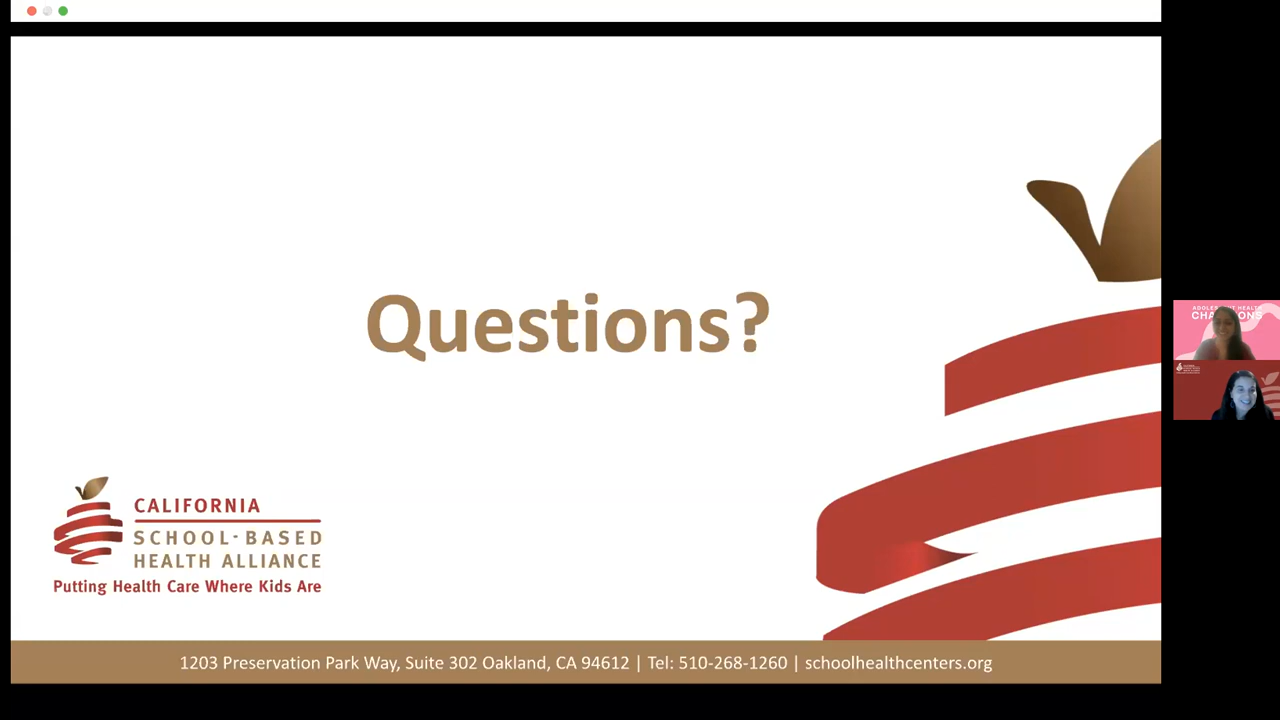 Questions?
CALIFORNIA
SCHOOL-BASED
HEALTH ALLIANCE
Putting Health Care Where Kids Are
1203 Preservation Park Way, Suite 302 Oakland, CA 94612 | Tel: 510-268-1260 | schoolhealthcenters.org